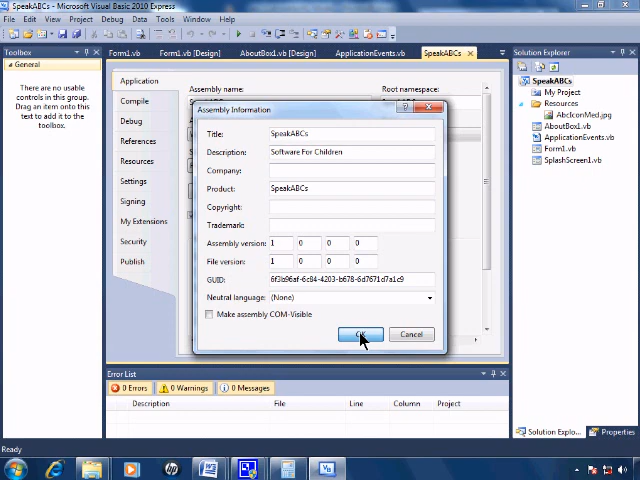 SpeakABCs - Microsoft Visual Basic 2010 Express
File Edit View Project Debug Data Tools Window Help
Toolbox
General
There are no usable
controls in this group.
Drag an item onto this
text to add it to the
toolbox.
Form1.vb Form1.vb [Design] AboutBox1.vb [Design] ApplicationEvents.vb SpeakABCs
Application
Compile
Debug
References
Resources
Settings
Signing
My Extensions
Security
Publish
Assembly name: Root namespace:
Assembly Information
Title: SpeakABCs
Description: Software For Children
Company:
Product: SpeakABCs
Copyright:
Trademark:
Assembly version: 1 0 0 0
File version: 1 0 0 0
GUID: 6f3b96af-6c84-4203-b678-6d7671d7a1c9
Neutral language: (None)
Make assembly COM-Visible
OK Cancel
Error List
0 Errors 0 Warnings 0 Messages
Description File Line Column Project
Solution Explorer
SpeakABCs
My Project
Resources
AbcIconMed.jpg
AboutBox1.vb
ApplicationEvents.vb
Form1.vb
SplashScreen1.vb
Solution Explo... Properties
Ready
hp